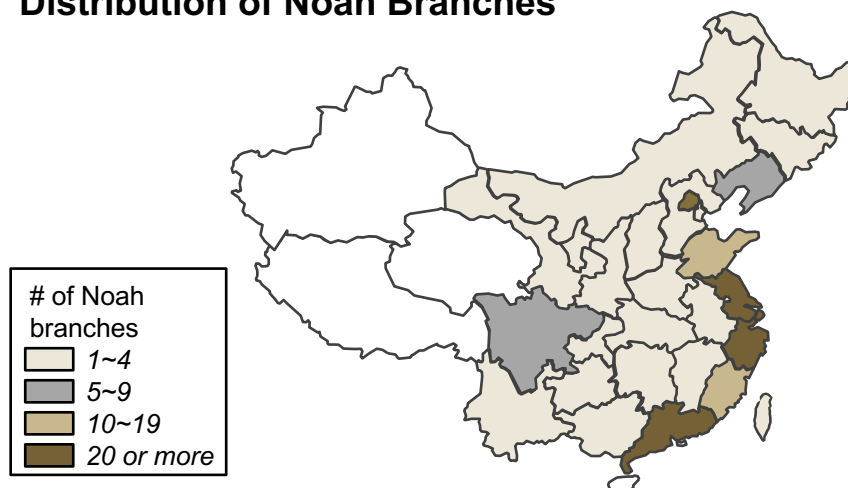 Distribution of Noah Branches
# of Noah
branches
1~4
5~9
10~19
20 or more